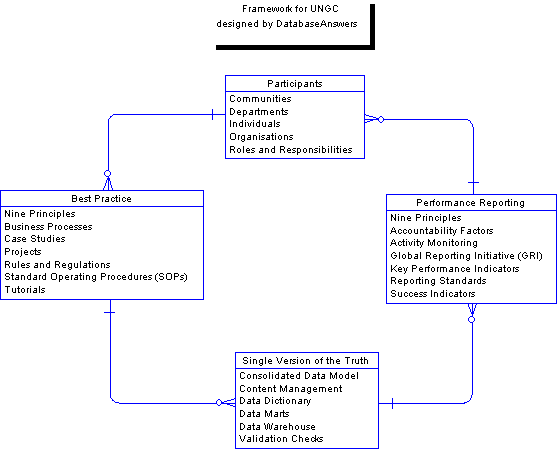 Framework for UNGC
designed by DatabaseAnswers
Participants
Communities
Departments
Individuals
Organisations
Roles and Responsibilities
Best Practice
Nine Principles
Business Processes
Case Studies
Projects
Rules and Regulations
Standard Operating Procedures (SOPs)
Tutorials
Performance Reporting
Nine Principles
Accountability Factors
Activity Monitoring
Global Reporting Initiative (GRI)
Key Performance Indicators
Reporting Standards
Success Indicators
Single Version of the Truth
Consolidated Data Model
Content Management
Data Dictionary
Data Marts
Data Warehouse
Validation Checks